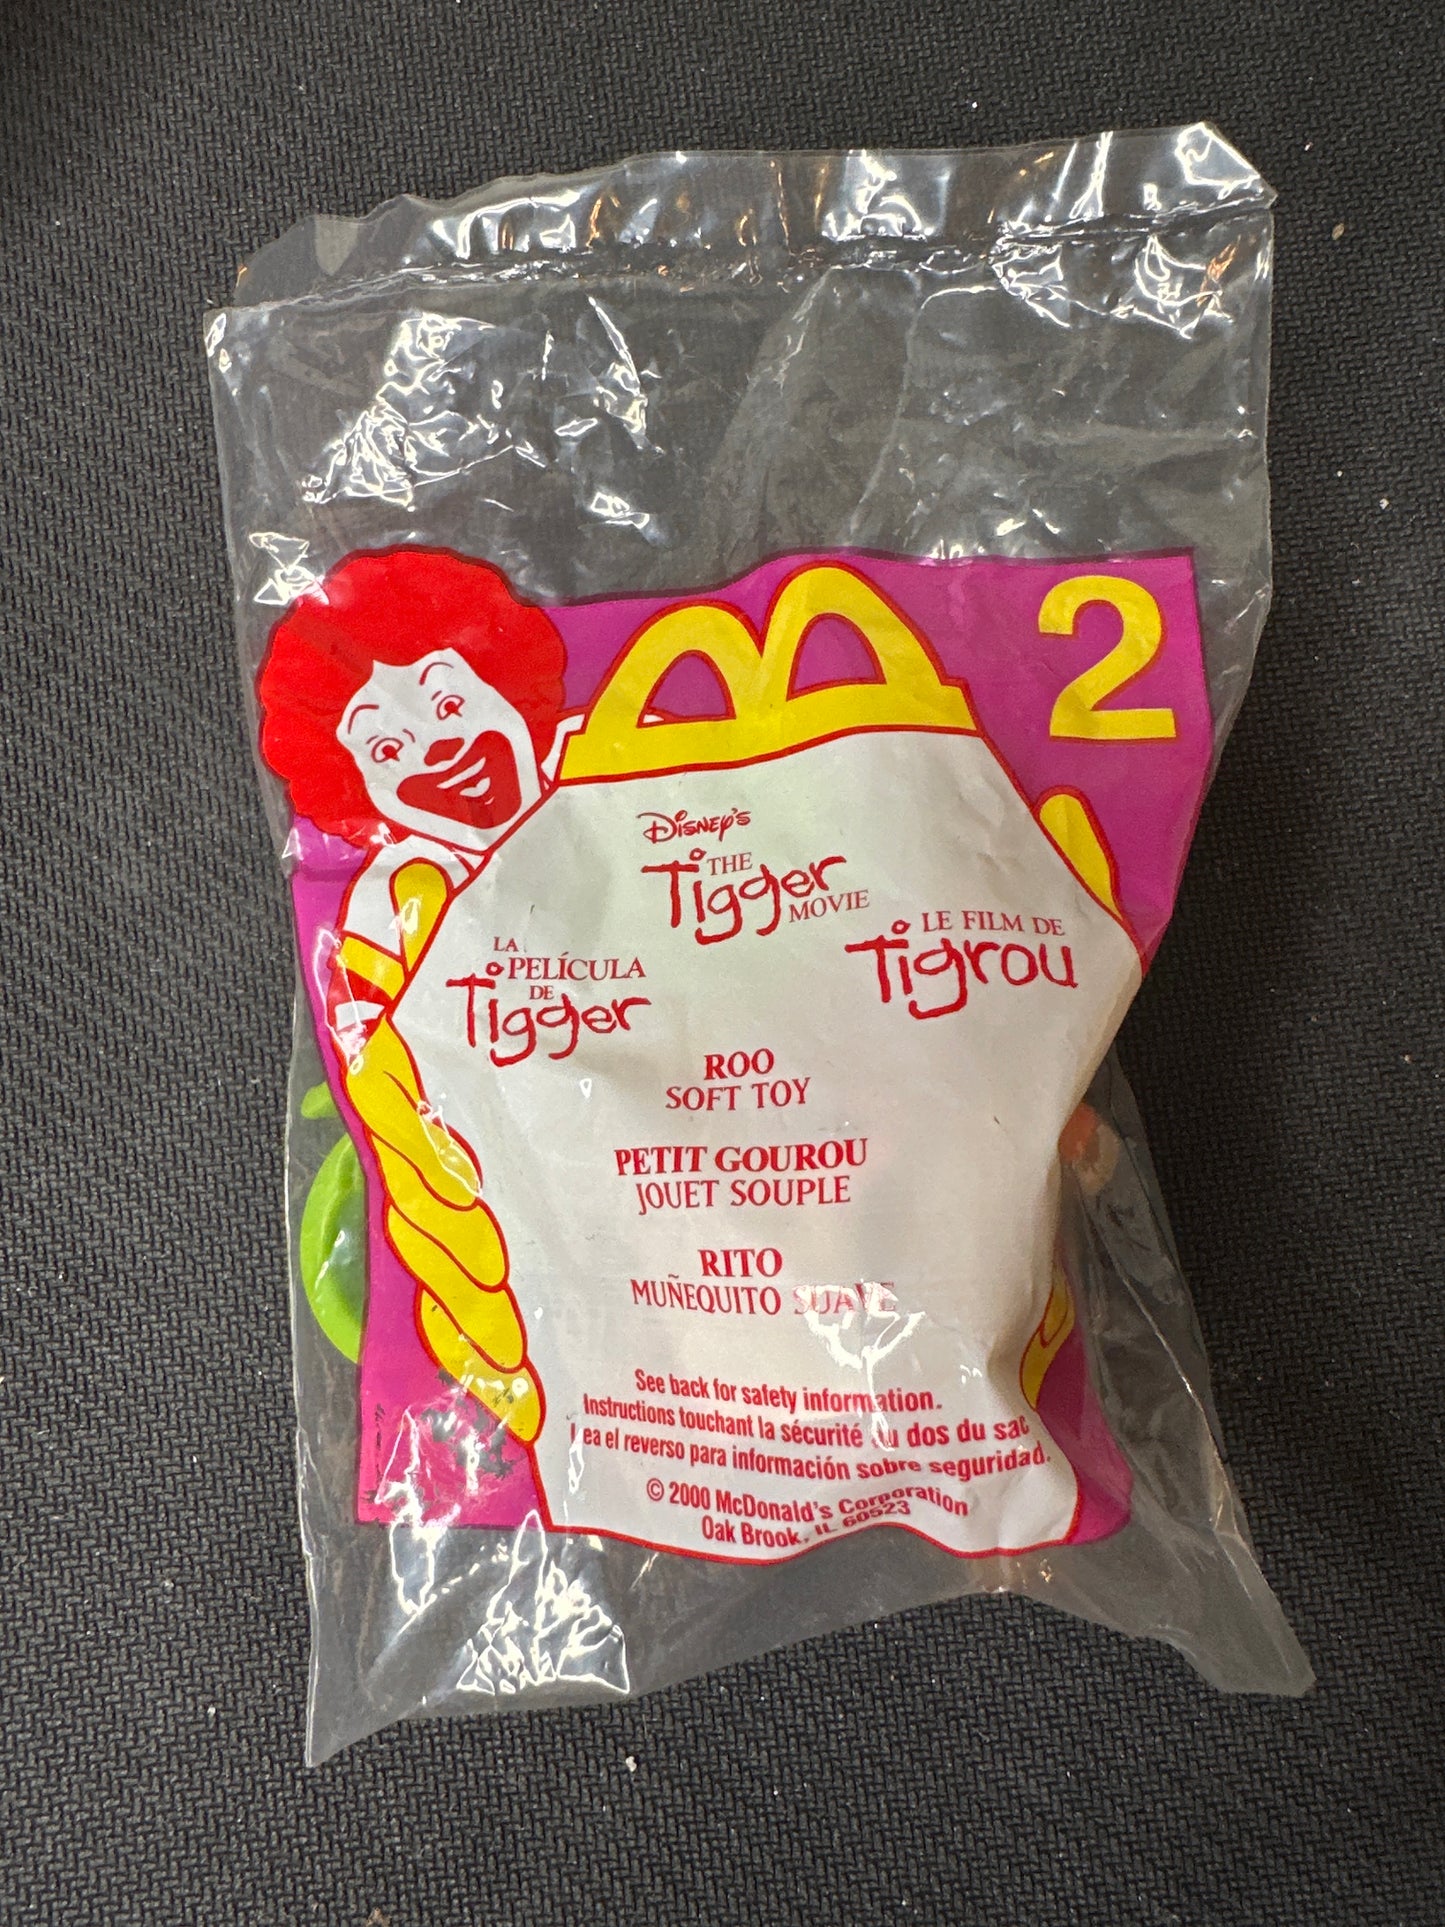 2
Disney's
THE
Tigger
MOVIE
LA
PELÍCULA
DE
Tigger
LE FILM DE
Tigrou
ROO
SOFT TOY
PETIT GOUROU
JOUET SOUPLE
RITO
MUÑEQUITO SUAVE
See back for safety information.
Instructions touchant la sécurité au dos du sac
Lea el reverso para información sobre seguridad.
© 2000 McDonald's Corporation
Oak Brook, IL 60523